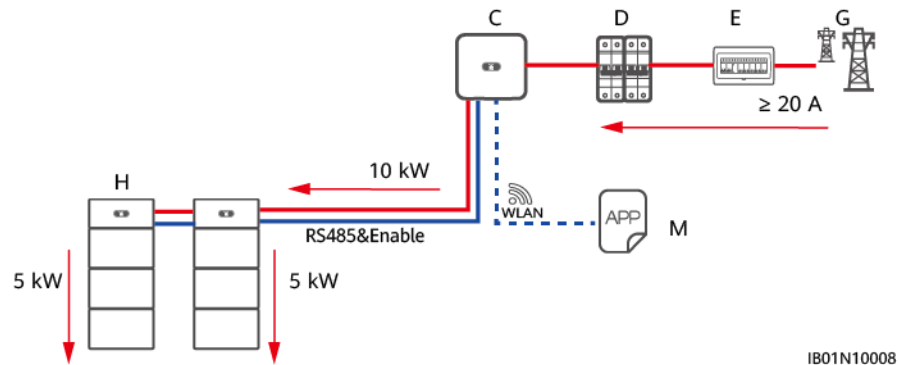 C
D
E
G
≥ 20 A
10 kW
H
WLAN
APP
M
RS485&Enable
5 kW
5 kW
IB01N10008